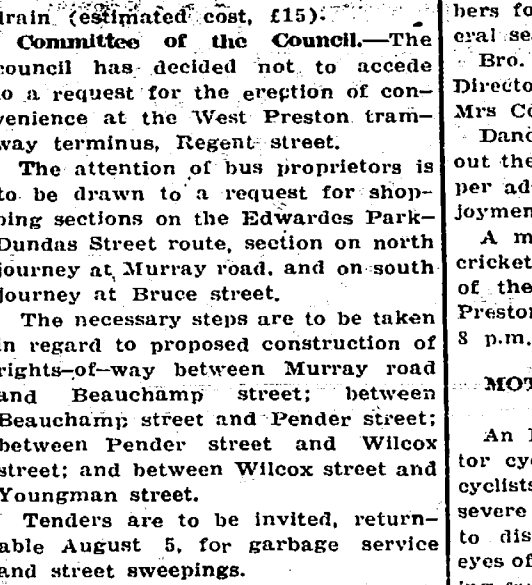 drain (estimated cost, £15).
Committee of the Council.—The
council has decided not to accede
to a request for the erection of con-
venience at the West Preston tram-
way terminus, Regent street.
The attention of bus proprietors is
to be drawn to a request for shop-
ping sections on the Edwardes Park-
Dundas Street route, section on north
journey at Murray road, and on south
journey at Bruce street.
The necessary steps are to be taken
in regard to proposed construction of
rights-of-way between Murray road
and Beauchamp street; between
Beauchamp street and Pender street;
between Pender street and Wilcox
street; and between Wilcox street and
Youngman street.
Tenders are to be invited, return-
able August 5, for garbage service
and street sweepings.
bers fo
eral se
Bro.
Directo
Mrs Co
Danc
out the
per ad
joymen
A m
cricket
of the
Preston
8 p.m.
MOT
An
tor cyc
cyclists
severe
to dis
eyes of